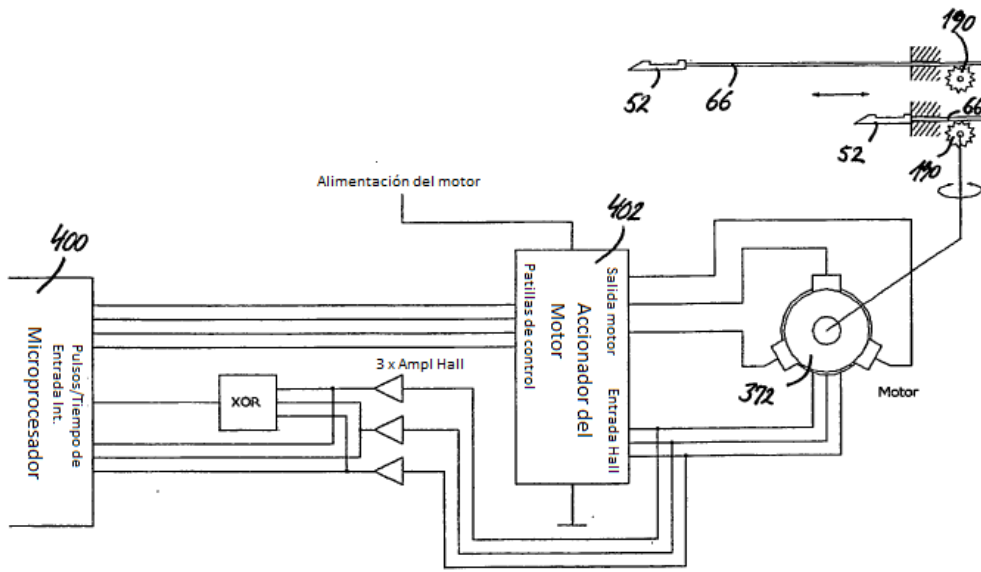 190
52
66
66
52
190
Alimentación del motor
400
402
Microprocesador
Pulsos/Tiempo de
Entrada Int.
Patillas de control
Accionador del
Motor
Salida motor
Entrada Hall
3 x Ampl Hall
XOR
372
Motor